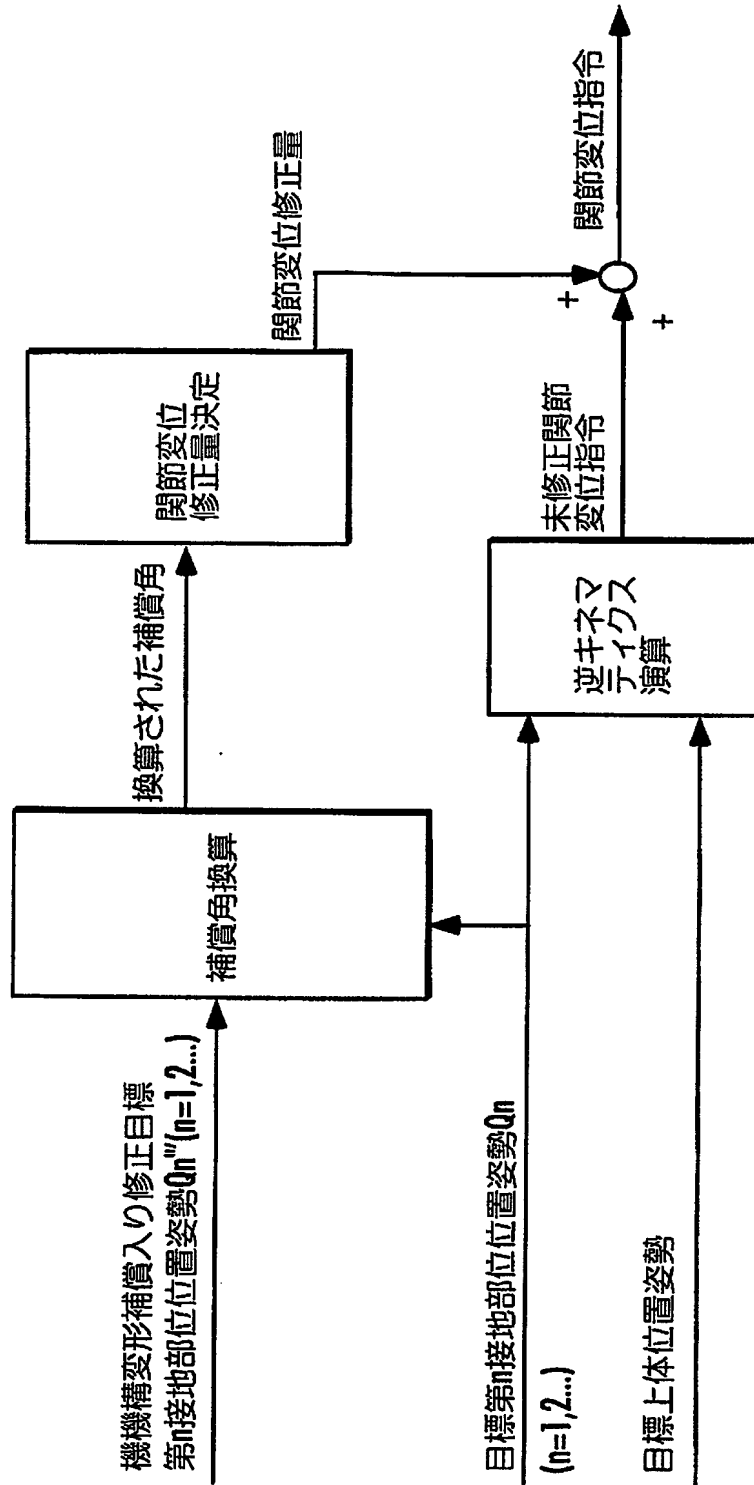 機機構変形補償入り修正目標
第n接地部位位置姿勢Qn'''(n=1,2...)
補償角換算
換算された補償角
関節変位
修正量決定
関節変位修正量
目標第n接地部位位置姿勢Qn
(n=1,2...)
目標上体位置姿勢
逆キネマ
ティクス
演算
未修正関節
変位指令
+
+
関節変位指令